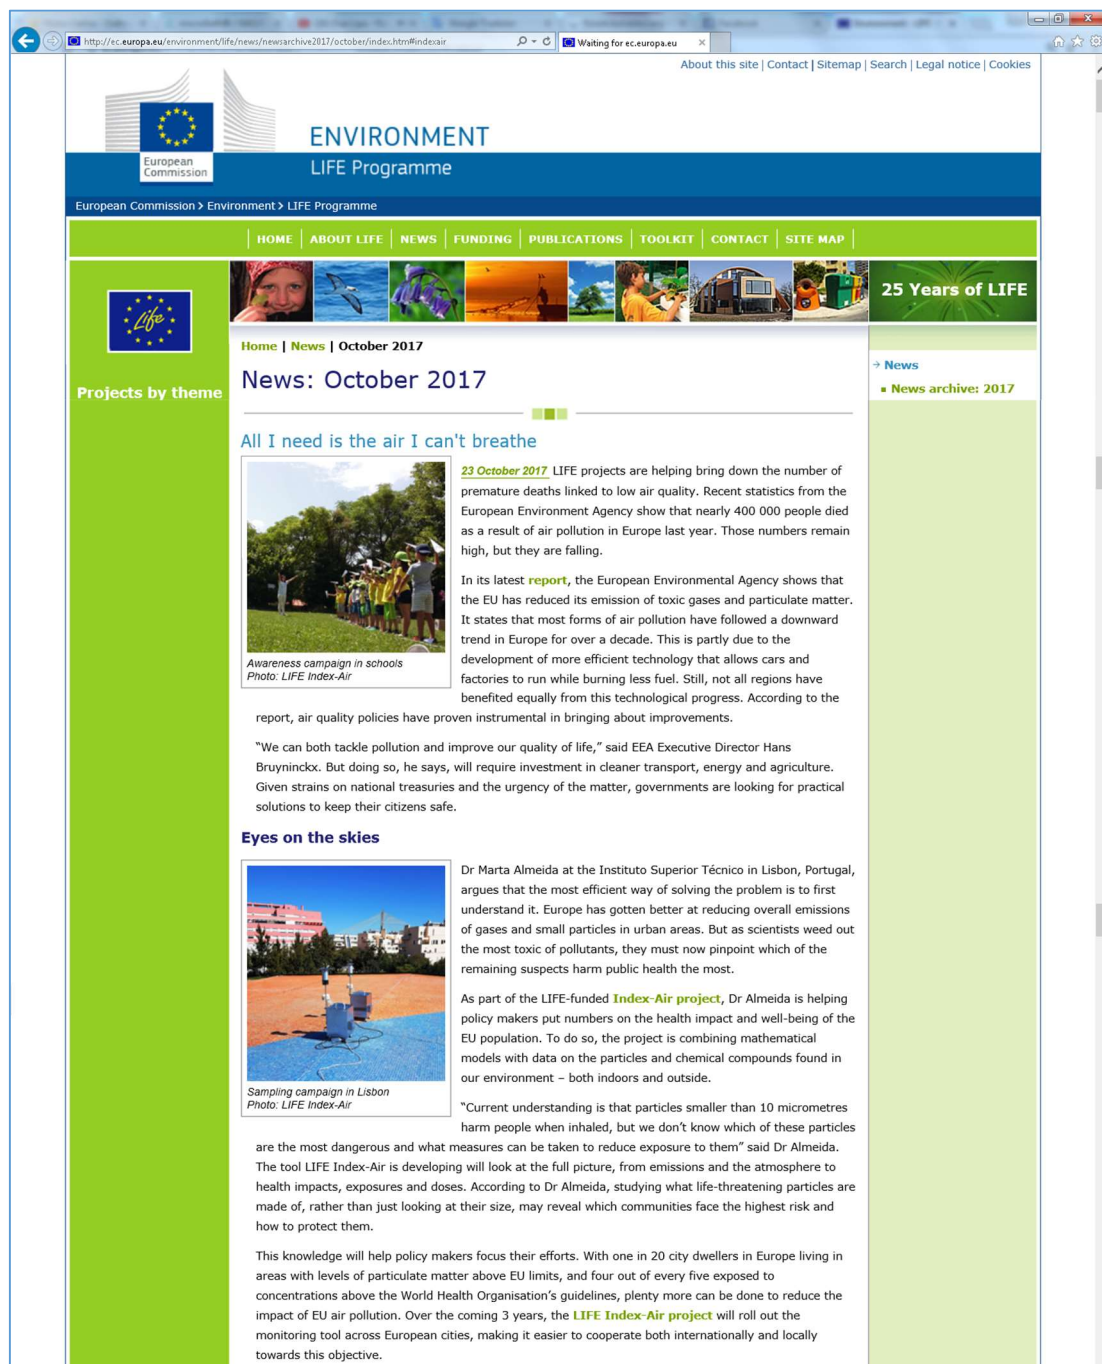 http://ec.europa.eu/environment/life/news/newsarchive2017/october/index.htm#indexair
Waiting for ec.europa.eu
About this site | Contact | Sitemap | Search | Legal notice | Cookies
European
Commission
ENVIRONMENT
LIFE Programme
European Commission > Environment > LIFE Programme
HOME | ABOUT LIFE | NEWS | FUNDING | PUBLICATIONS | TOOLKIT | CONTACT | SITE MAP
Life
25 Years of LIFE
Projects by theme
Home | News | October 2017
News: October 2017
News
News archive: 2017
All I need is the air I can't breathe
23 October 2017 LIFE projects are helping bring down the number of
premature deaths linked to low air quality. Recent statistics from the
European Environment Agency show that nearly 400 000 people died
as a result of air pollution in Europe last year. Those numbers remain
high, but they are falling.
In its latest report, the European Environmental Agency shows that
the EU has reduced its emission of toxic gases and particulate matter.
It states that most forms of air pollution have followed a downward
trend in Europe for over a decade. This is partly due to the
development of more efficient technology that allows cars and
factories to run while burning less fuel. Still, not all regions have
benefited equally from this technological progress. According to the
report, air quality policies have proven instrumental in bringing about improvements.
Awareness campaign in schools
Photo: LIFE Index-Air
“We can both tackle pollution and improve our quality of life,” said EEA Executive Director Hans
Bruyninckx. But doing so, he says, will require investment in cleaner transport, energy and agriculture.
Given strains on national treasuries and the urgency of the matter, governments are looking for practical
solutions to keep their citizens safe.
Eyes on the skies
Dr Marta Almeida at the Instituto Superior Técnico in Lisbon, Portugal,
argues that the most efficient way of solving the problem is to first
understand it. Europe has gotten better at reducing overall emissions
of gases and small particles in urban areas. But as scientists weed out
the most toxic of pollutants, they must now pinpoint which of the
remaining suspects harm public health the most.
As part of the LIFE-funded Index-Air project, Dr Almeida is helping
policy makers put numbers on the health impact and well-being of the
EU population. To do so, the project is combining mathematical
models with data on the particles and chemical compounds found in
our environment – both indoors and outside.
Sampling campaign in Lisbon
Photo: LIFE Index-Air
“Current understanding is that particles smaller than 10 micrometres
harm people when inhaled, but we don’t know which of these particles
are the most dangerous and what measures can be taken to reduce exposure to them” said Dr Almeida.
The tool LIFE Index-Air is developing will look at the full picture, from emissions and the atmosphere to
health impacts, exposures and doses. According to Dr Almeida, studying what life-threatening particles are
made of, rather than just looking at their size, may reveal which communities face the highest risk and
how to protect them.
This knowledge will help policy makers focus their efforts. With one in 20 city dwellers in Europe living in
areas with levels of particulate matter above EU limits, and four out of every five exposed to
concentrations above the World Health Organisation’s guidelines, plenty more can be done to reduce the
impact of EU air pollution. Over the coming 3 years, the LIFE Index-Air project will roll out the
monitoring tool across European cities, making it easier to cooperate both internationally and locally
towards this objective.